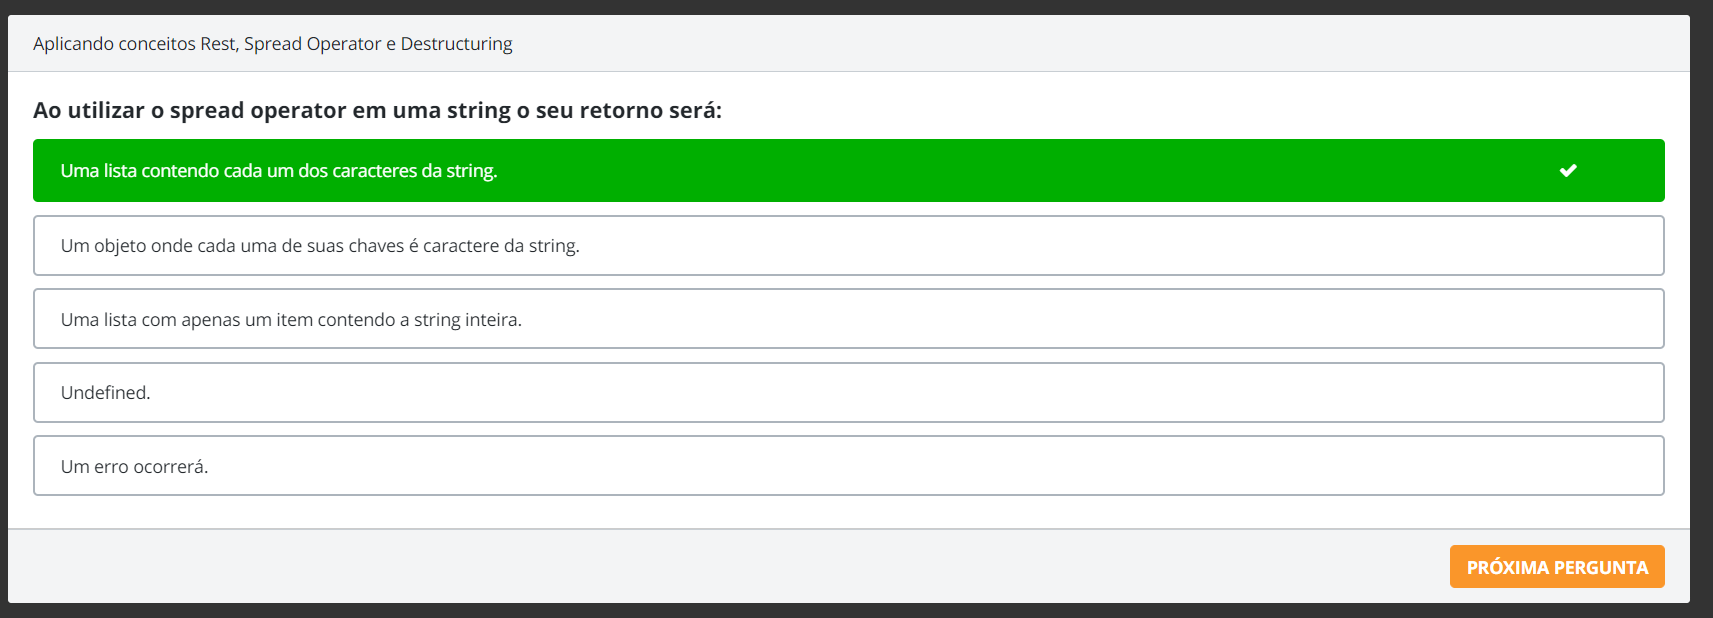 Aplicando conceitos Rest, Spread Operator e Destructuring
Ao utilizar o spread operator em uma string o seu retorno será:
Uma lista contendo cada um dos caracteres da string.
Um objeto onde cada uma de suas chaves é caractere da string.
Uma lista com apenas um item contendo a string inteira.
Undefined.
Um erro ocorrerá.
PRÓXIMA PERGUNTA